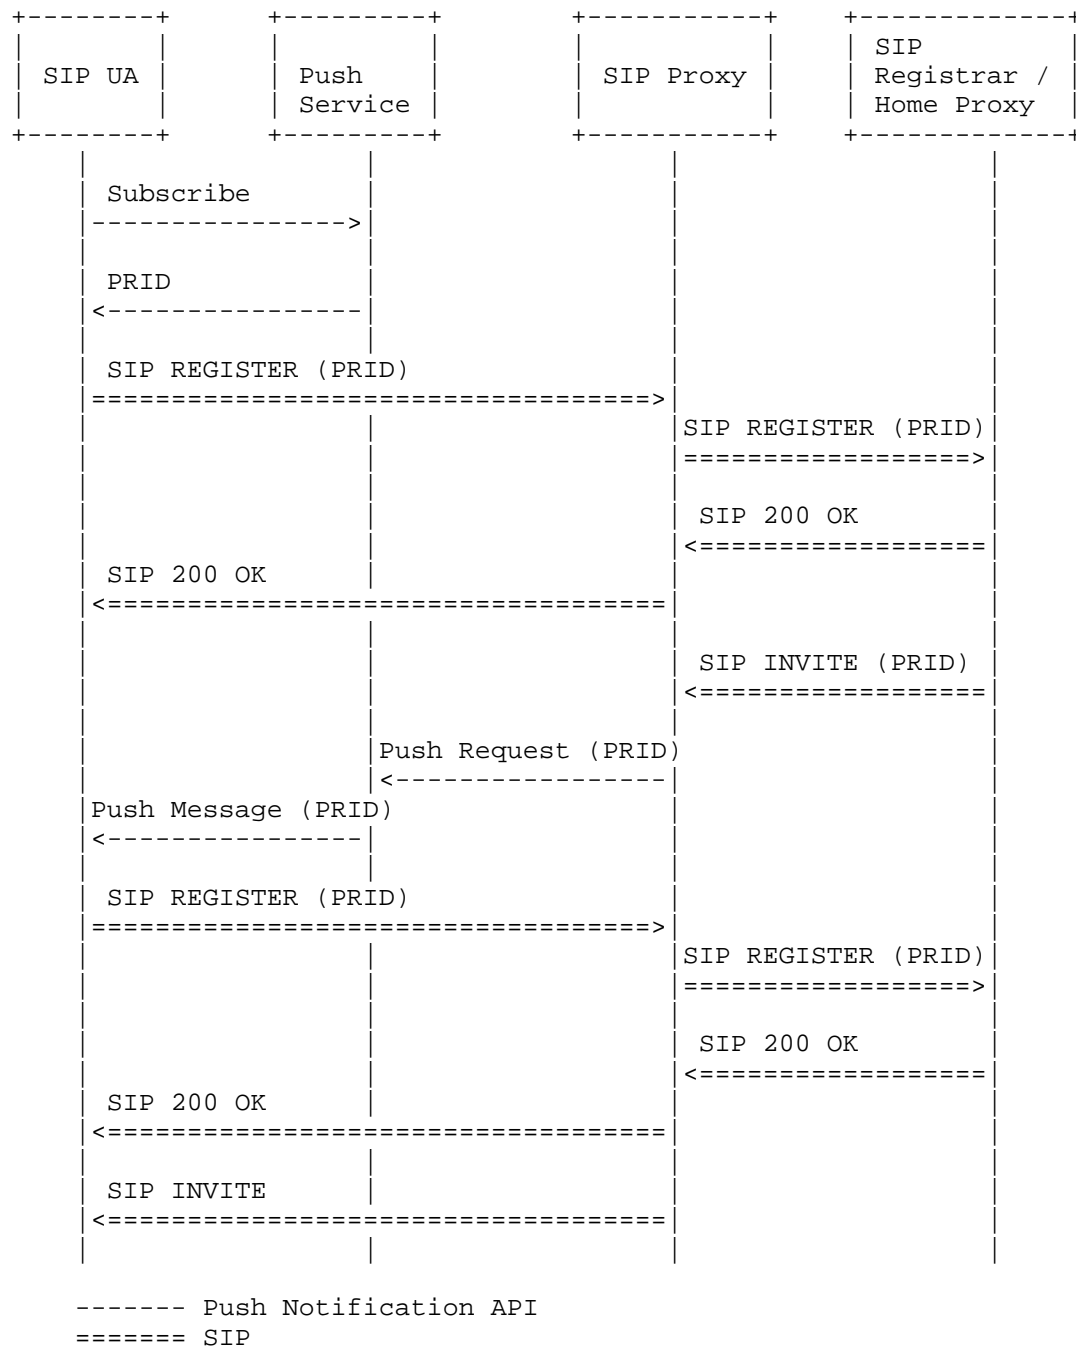 SIP
SIP UA Push SIP Proxy Registrar /
Service Home Proxy
Subscribe
PRID
SIP REGISTER (PRID)
SIP REGISTER (PRID)
SIP 200 OK
SIP 200 OK
SIP INVITE (PRID)
Push Request (PRID)
Push Message (PRID)
SIP REGISTER (PRID)
SIP REGISTER (PRID)
SIP 200 OK
SIP 200 OK
SIP INVITE
------- Push Notification API
======= SIP